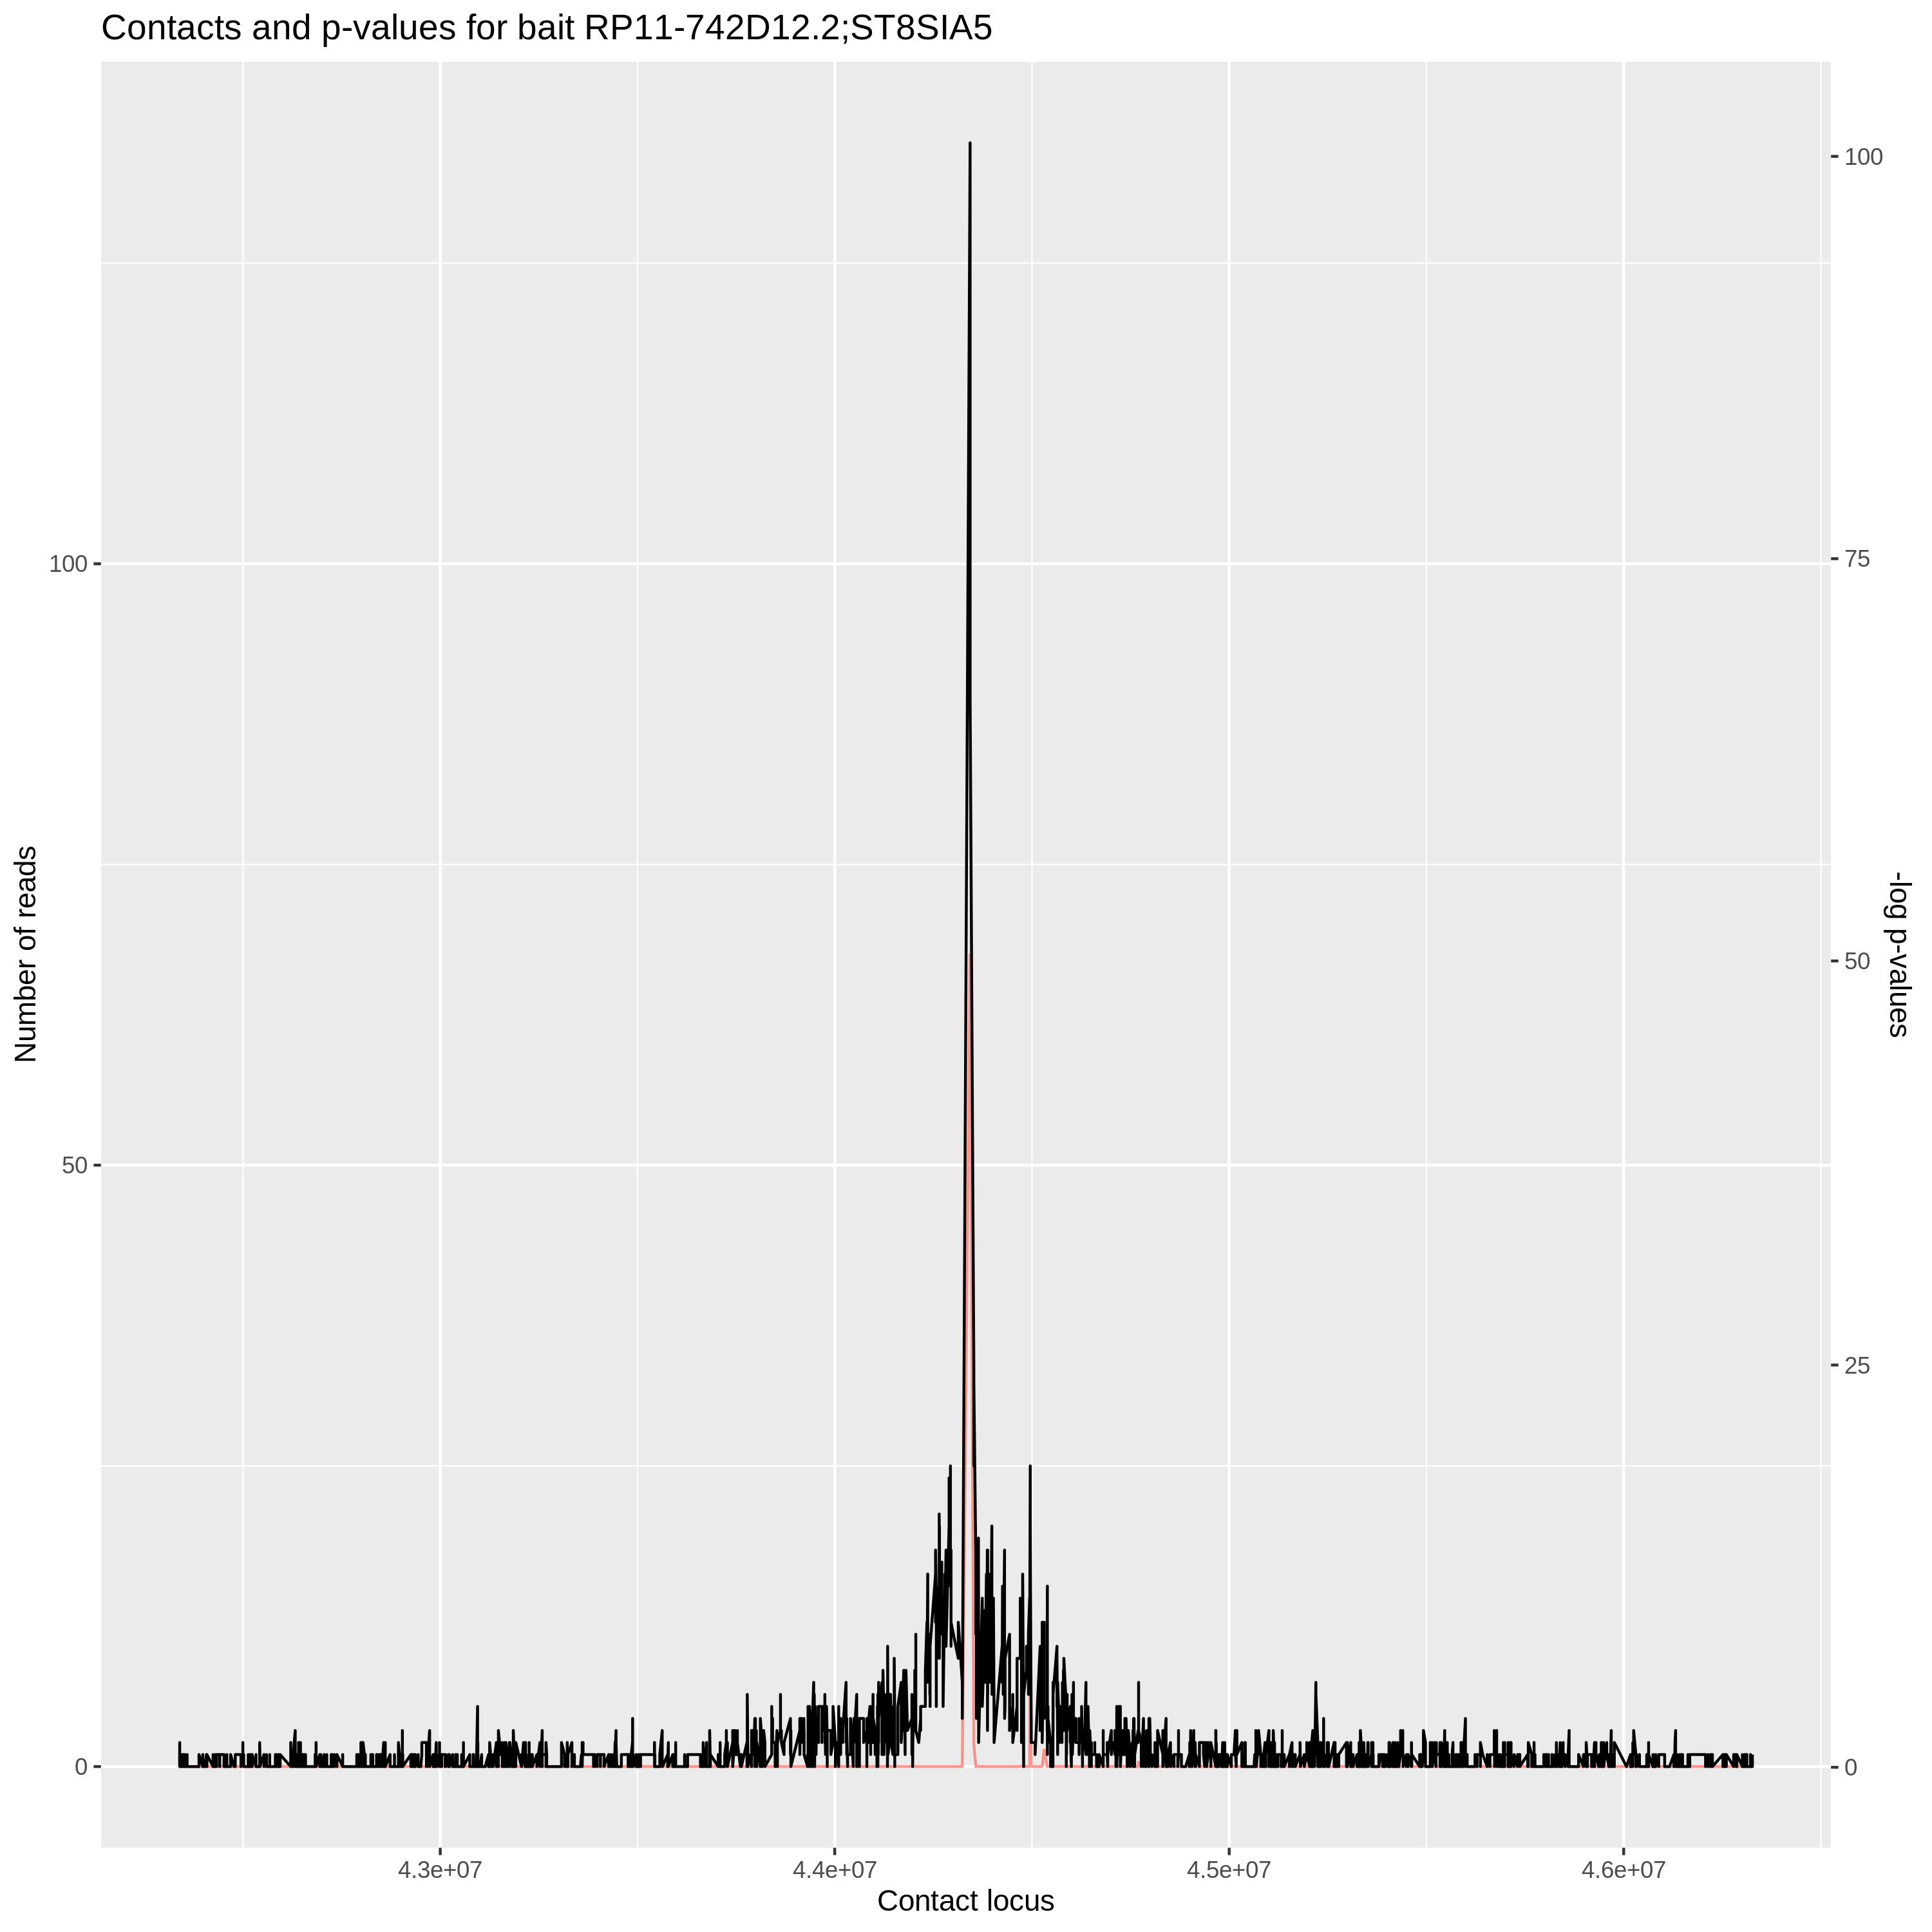 Contacts and p-values for bait RP11-742D12.2;ST8SIA5
Number of reads
100
50
0
100
75
50
25
0
-log p-values
4.3e+07
4.4e+07
4.5e+07
4.6e+07
Contact locus